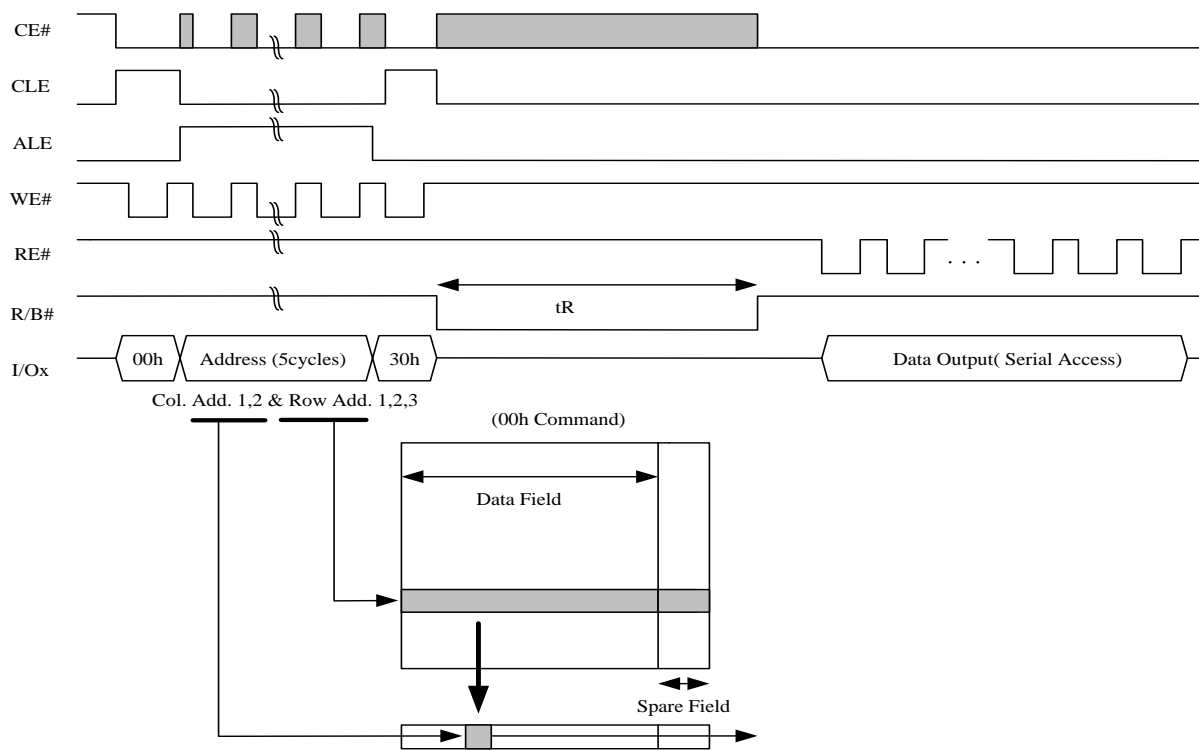 CE#
CLE
ALE
WE#
RE#
. . .
R/B#
tR
I/Ox
00h
Address (5cycles)
30h
Data Output( Serial Access)
Col. Add. 1,2 & Row Add. 1,2,3
(00h Command)
Data Field
Spare Field